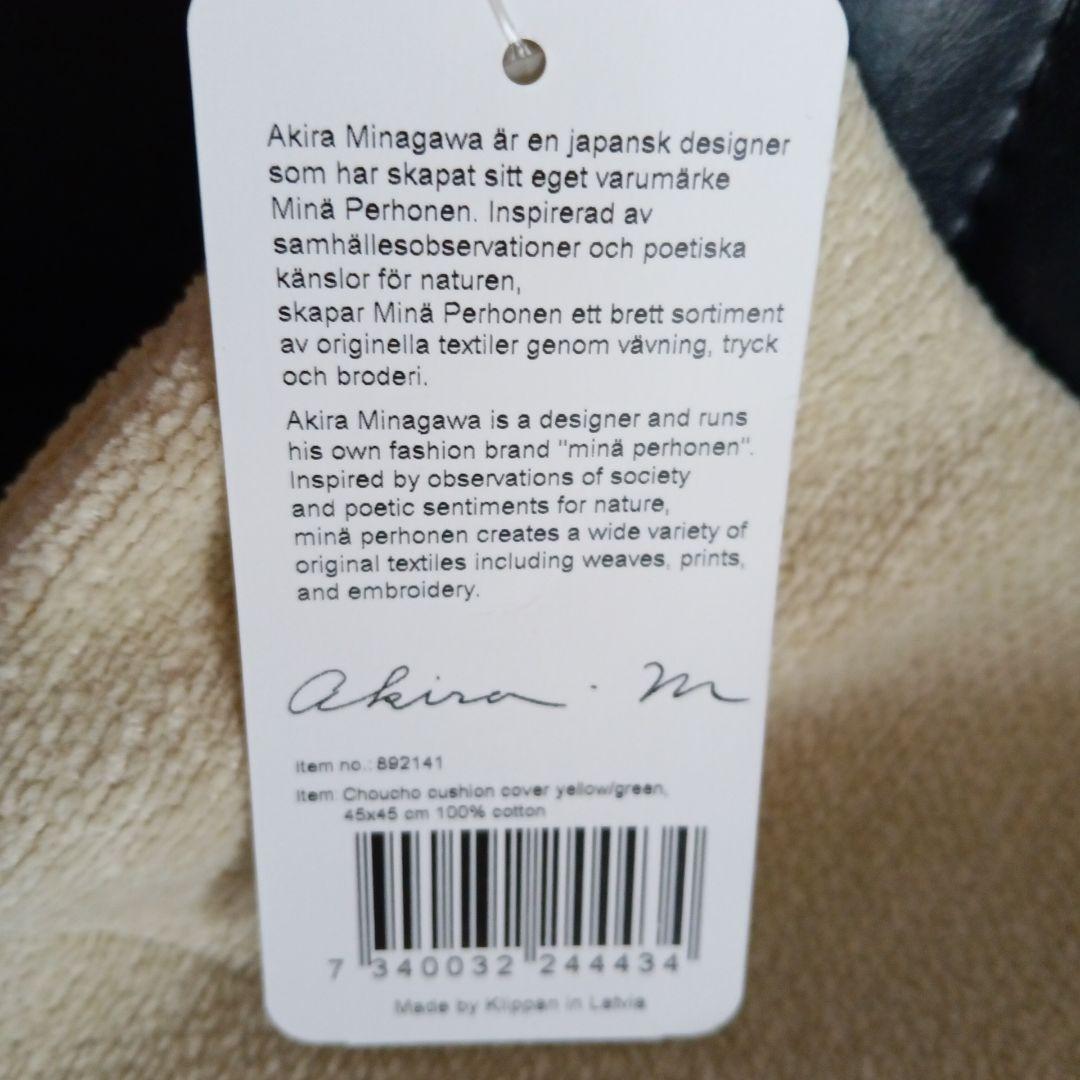 Akira Minagawa är en japansk designer
som har skapat sitt eget varumärke
Minä Perhonen. Inspirerad av
samhällesobservationer och poetiska
känslor för naturen,
skapar Minä Perhonen ett brett sortiment
av originella textiler genom vävning, tryck
och broderi.
Akira Minagawa is a designer and runs
his own fashion brand "minä perhonen".
Inspired by observations of society
and poetic sentiments for nature,
minä perhonen creates a wide variety of
original textiles including weaves, prints,
and embroidery.
Akira . m
Item no.: 892141
Item: Choucho cushion cover yellow/green,
45x45 cm 100% cotton
7 340032 244434
Made by Klippan in Latvia